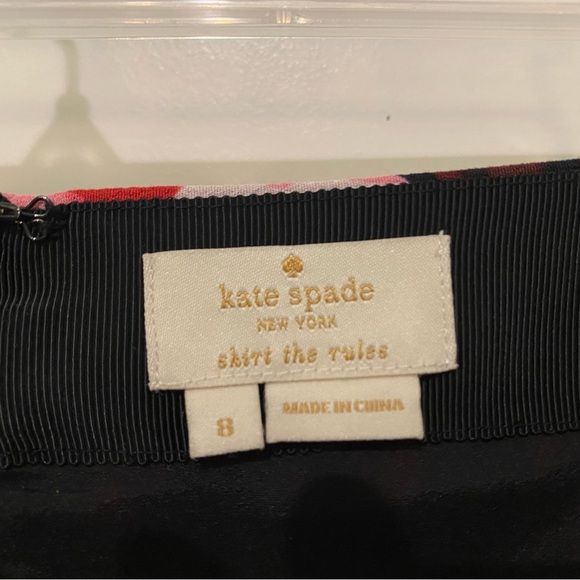 kate spade
NEW YORK
skirt the rules
8
MADE IN CHINA